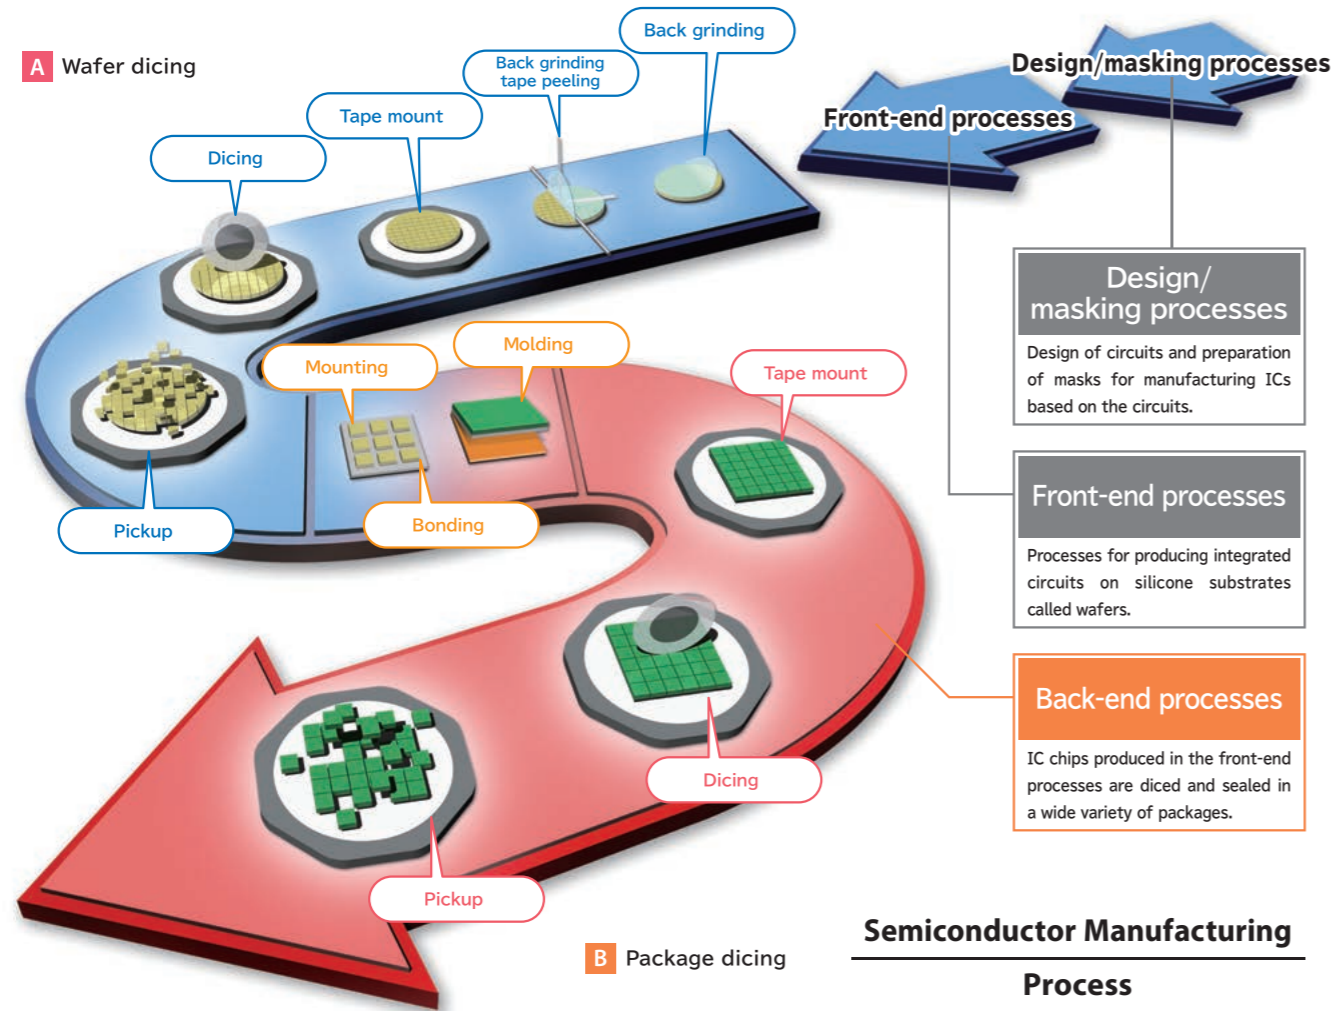 A Wafer dicing
Back grinding
Back grinding
tape peeling
Tape mount
Dicing
Pickup
Mounting
Bonding
Molding
Tape mount
Dicing
Pickup
Design/masking processes
Front-end processes
Design/
masking processes
Design of circuits and preparation
of masks for manufacturing ICs
based on the circuits.
Front-end processes
Processes for producing integrated
circuits on silicone substrates
called wafers.
Back-end processes
IC chips produced in the front-end
processes are diced and sealed in
a wide variety of packages.
B Package dicing
Semiconductor Manufacturing
Process